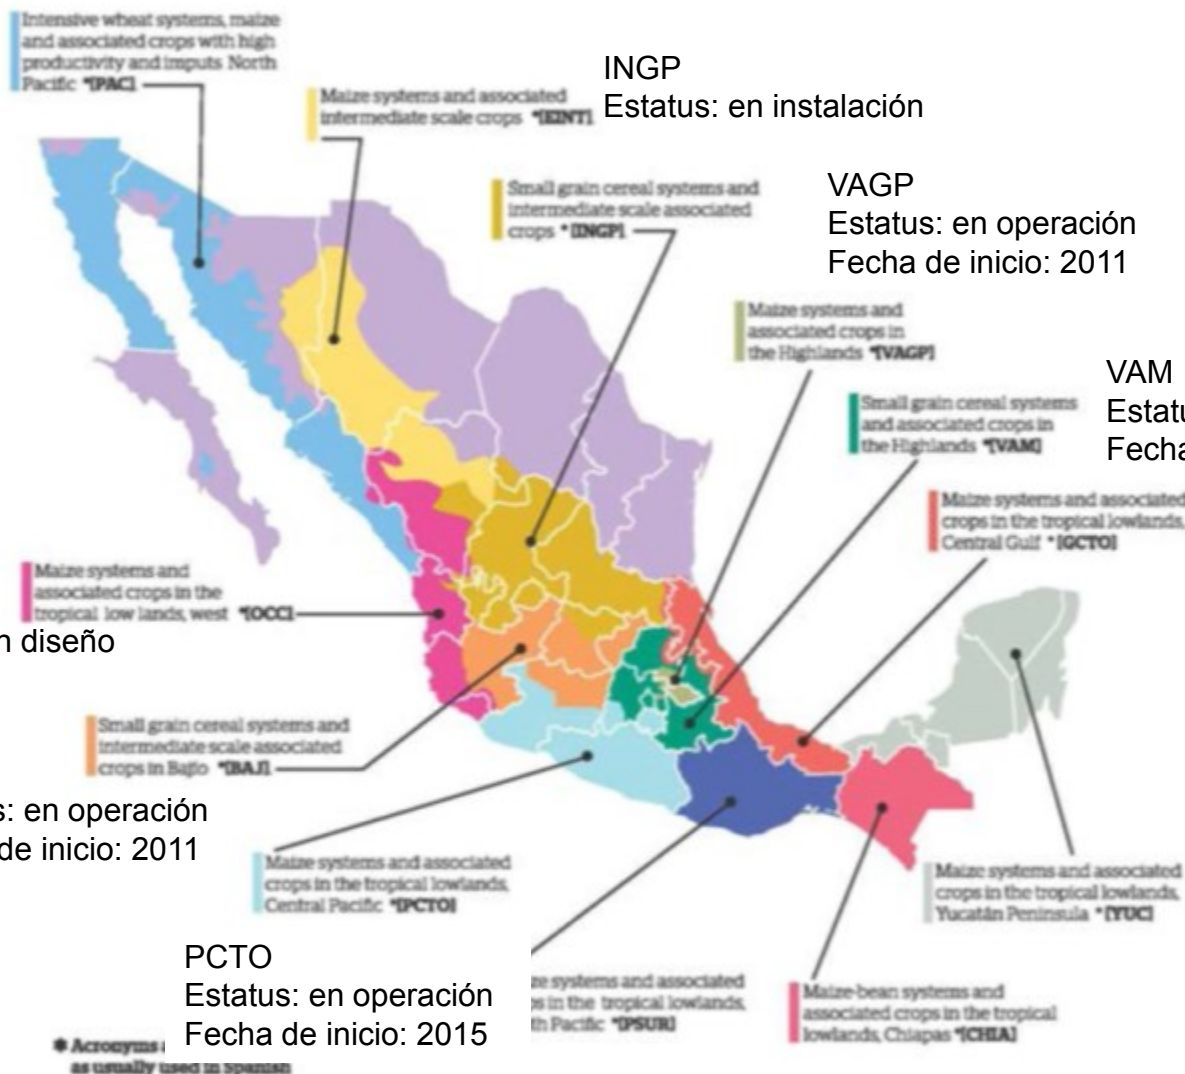 Intensive wheat systems, maize
and associated crops with high
productivity and imputs North
Pacific *[PAC]
Maize systems and associated
intermediate scale crops *[EINT]
INGP
Estatus: en instalación
Small grain cereal systems and
intermediate scale associated
crops *[INGP]
VAGP
Estatus: en operación
Fecha de inicio: 2011
Maize systems and
associated crops in
the Highlands *[VAGP]
VAM
Estatu
Fecha
Small grain cereal systems
and associated crops in
the Highlands *[VAM]
Maize systems and associated
crops in the tropical lowlands,
Central Gulf *[GCTO]
Maize systems and
associated crops in the
tropical low lands, west *[OCC]
n diseño
Small grain cereal systems and
intermediate scale associated
crops in Bajío *[BAJ]
s: en operación
de inicio: 2011
Maize systems and associated
crops in the tropical lowlands,
Central Pacific *[PCTO]
Maize systems and associated
crops in the tropical lowlands,
Yucatán Peninsula *[YUC]
PCTO
Estatus: en operación
Fecha de inicio: 2015
ze systems and associated
ps in the tropical lowlands,
th Pacific *[PSUR]
Maize-bean systems and
associated crops in the tropical
lowlands, Chiapas *[CHIA]
* Acronyms a
as usually used in Spanish